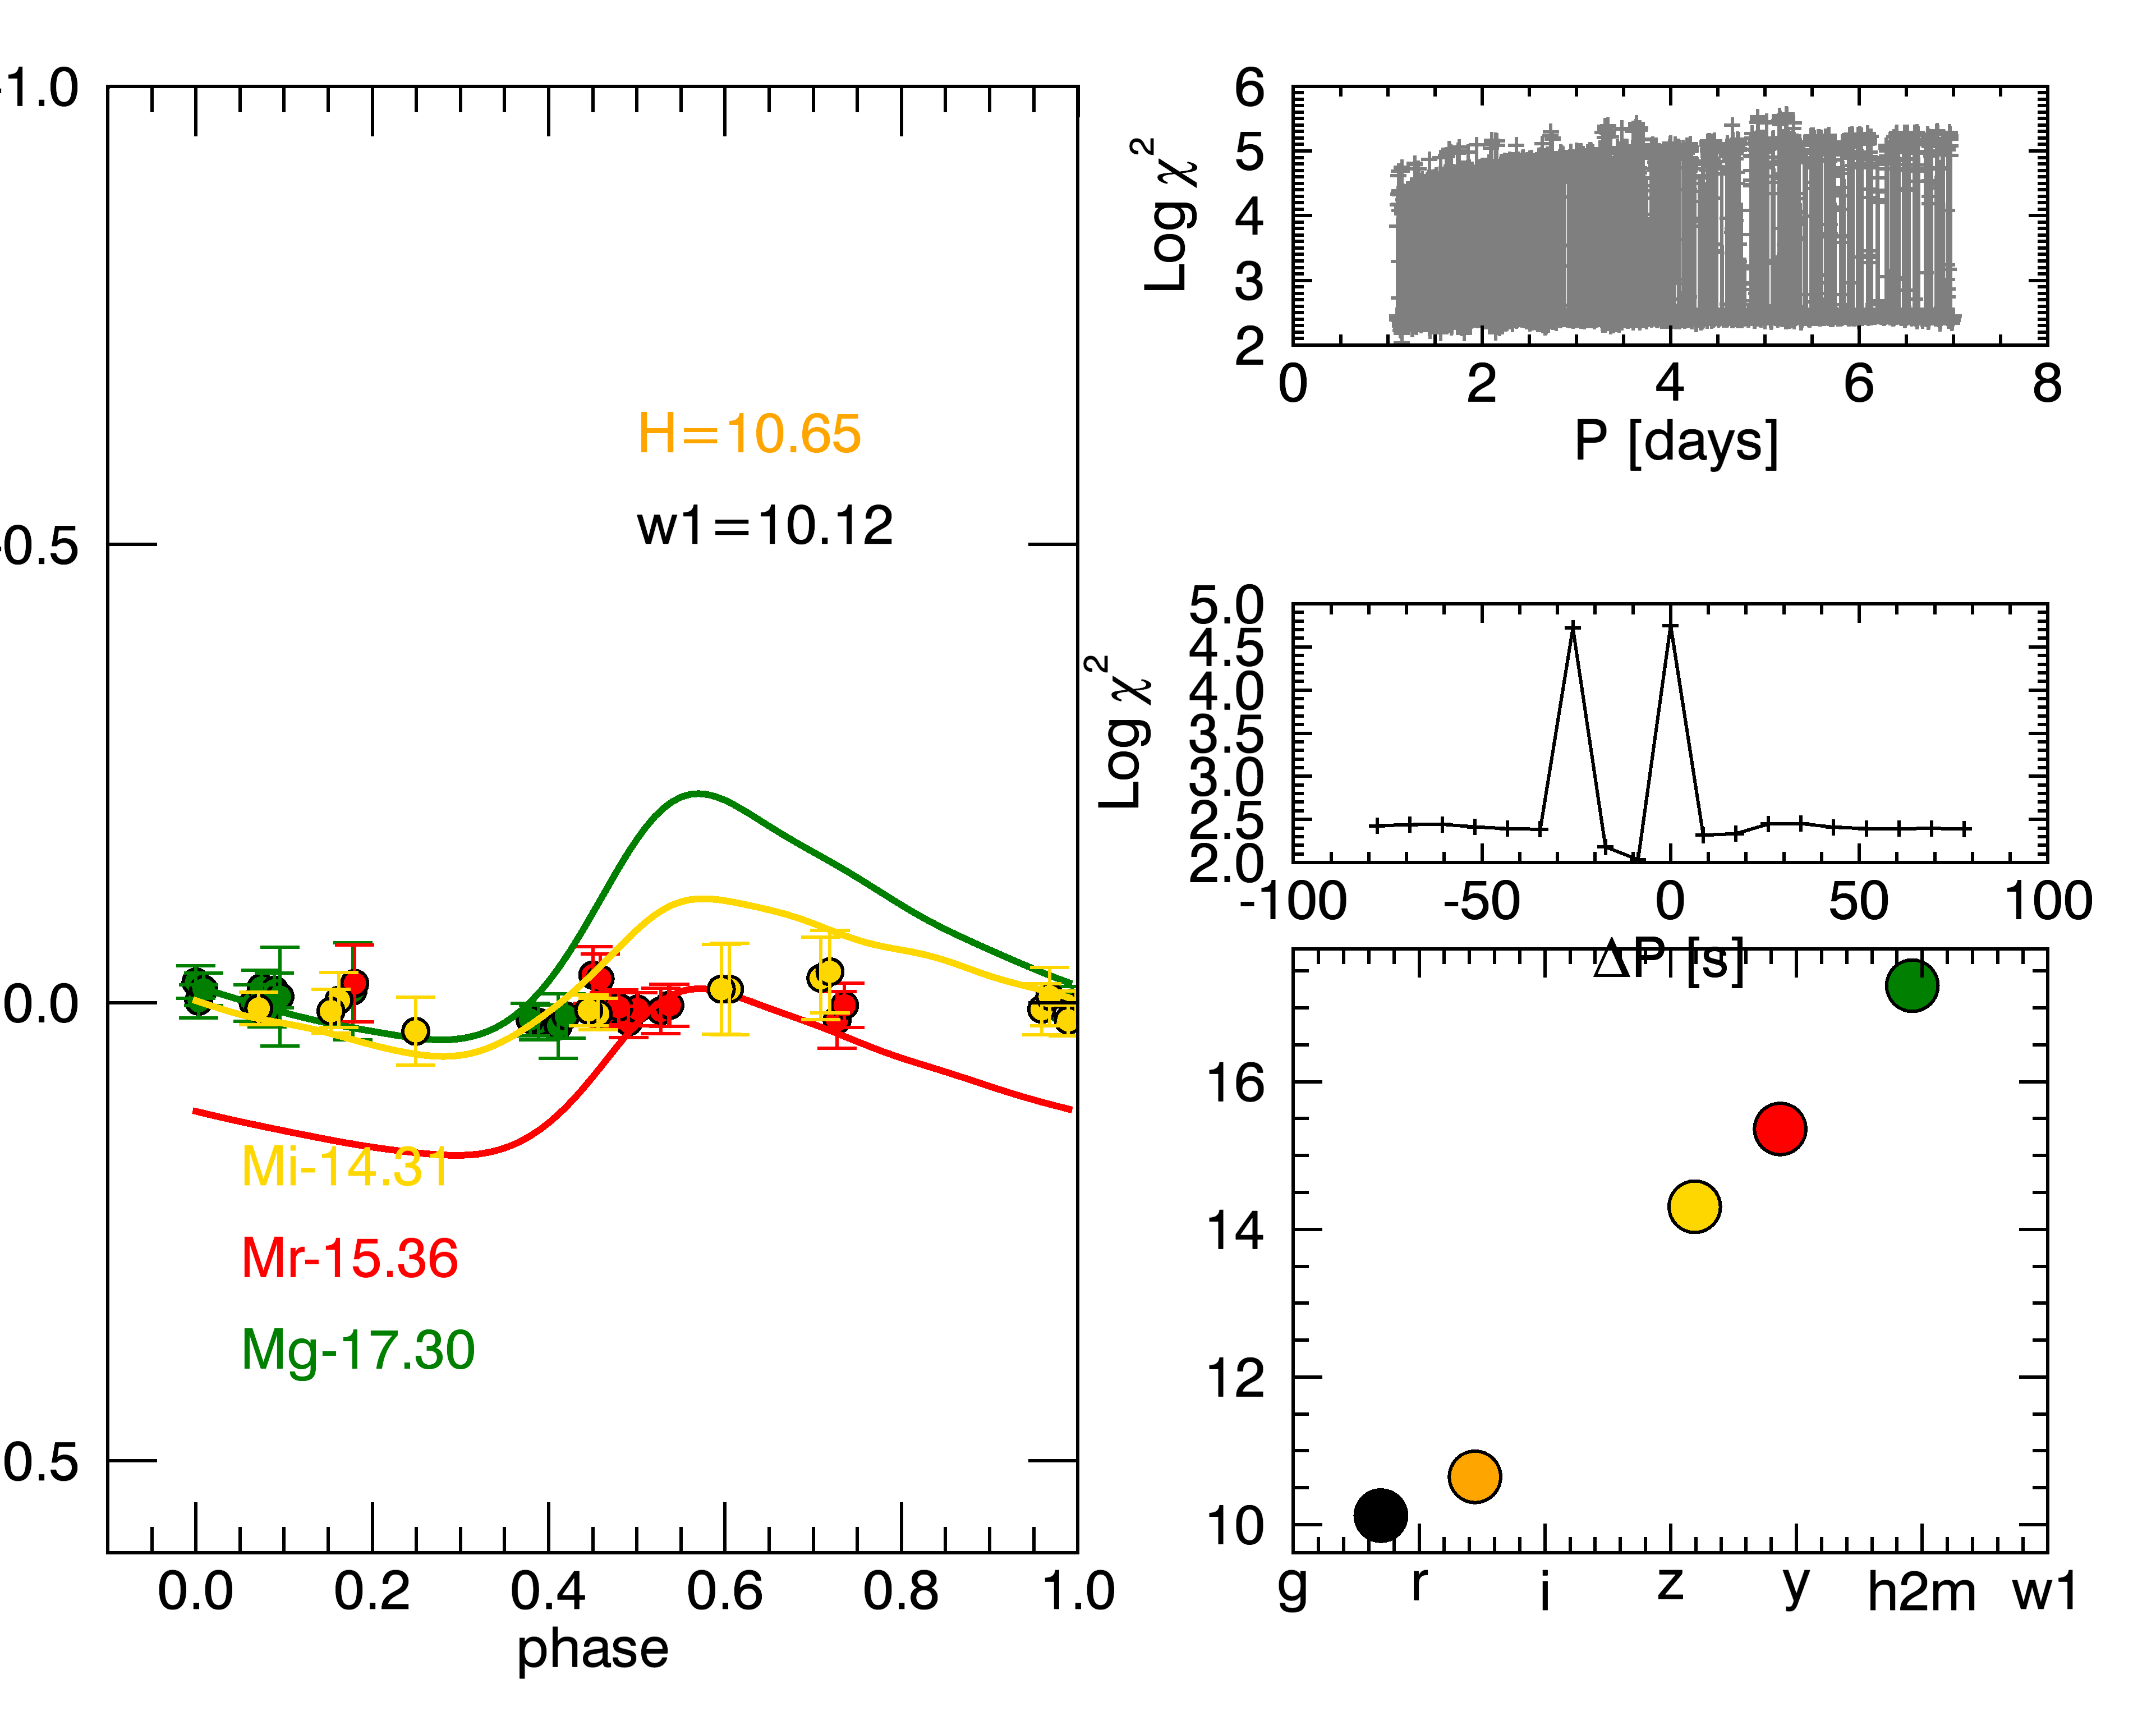 -1.0
-0.5
0.0
0.5
0.0 0.2 0.4 0.6 0.8 1.0
phase
H=10.65
w1=10.12
Mi-14.31
Mr-15.36
Mg-17.30
6
5
4
3
2
Log χ²
0 2 4 6 8
P [days]
5.0
4.5
4.0
3.5
3.0
2.5
2.0
Log χ²
-100 -50 0 50 100
ΔP [s]
16
14
12
10
g r i z y h2m w1